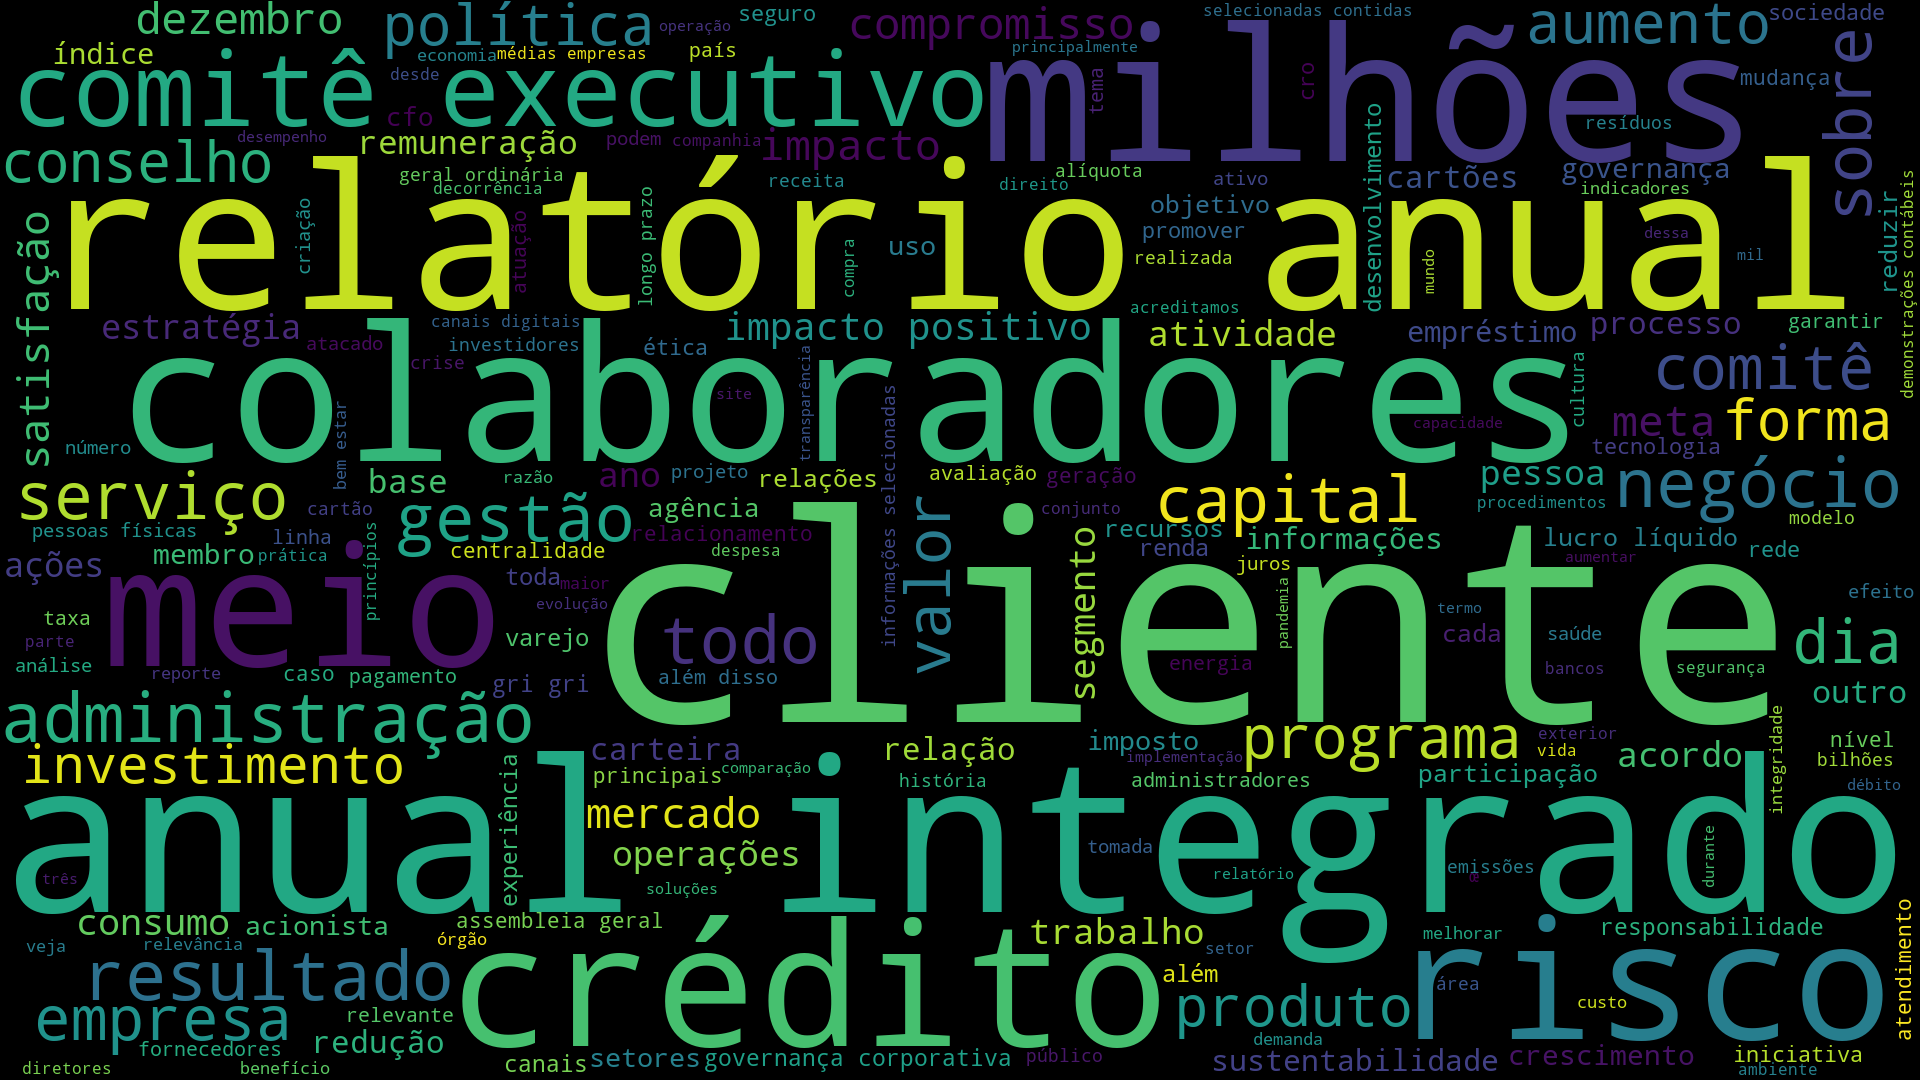 dezembro
política
operação
seguro
compromisso
selecionadas contidas
aumento
sociedade
índice
economia
médias empresas
país
principalmente
sobre
comitê executivo
desde
milhões
tema
cro
mudança
cfo
desempenho
remuneração
podem
companhia
impacto
desenvolvimento
resíduos
conselho
geral ordinária
decorrência
receita
direito
alíquota
ativo
cartões
governança
indicadores
relatório anual
criação
atuação
longo prazo
compra
uso
objetivo
promover
realizada
mundo
dessa
mil
reduzir
demonstrações contábeis
satisfação
estratégia
atacado
canais digitais
investidores
crise
ética
impacto positivo
acreditamos
atividade
empréstimo
processo
garantir
colaboradores
transparência
site
cultura
comitê
capacidade
meta
forma
tecnologia
número
bem estar
base
razão
ano
projeto
relações
informações selecionadas
avaliação
geração
pessoa
procedimentos
negócio
serviço
cartão
gestão
agência
valor
conjunto
capital
modelo
pessoas físicas
linha
relacionamento
segmento
recursos
renda
informações
lucro líquido
rede
membro
prática
princípios
centralidade
despesa
juros
aumentar
ações
meio
toda
maior
evolução
cliente
pandemia
termo
efeito
taxa
varejo
todo
cada
saúde
dia
parte
análise
reporte
caso
pagamento
gri gri
além disso
energia
bancos
segurança
outro
administração
carteira
relação
imposto
programa
exterior
integridade
nível
investimento
experiência
principais
comparação
implementação
vida
acordo
bilhões
história
administradores
participação
débito
anual integrado
mercado
operações
tomada
durante
três
soluções
relatório
emissões
consumo
acionista
assembleia geral
trabalho
responsabilidade
atendimento
veja
relevância
órgão
setor
melhorar
risco
resultado
crédito
além
área
empresa
relevante
produto
custo
fornecedores
redução
demanda
diretores
benefício
canais
setores
governança corporativa
público
sustentabilidade
crescimento
iniciativa
ambiente